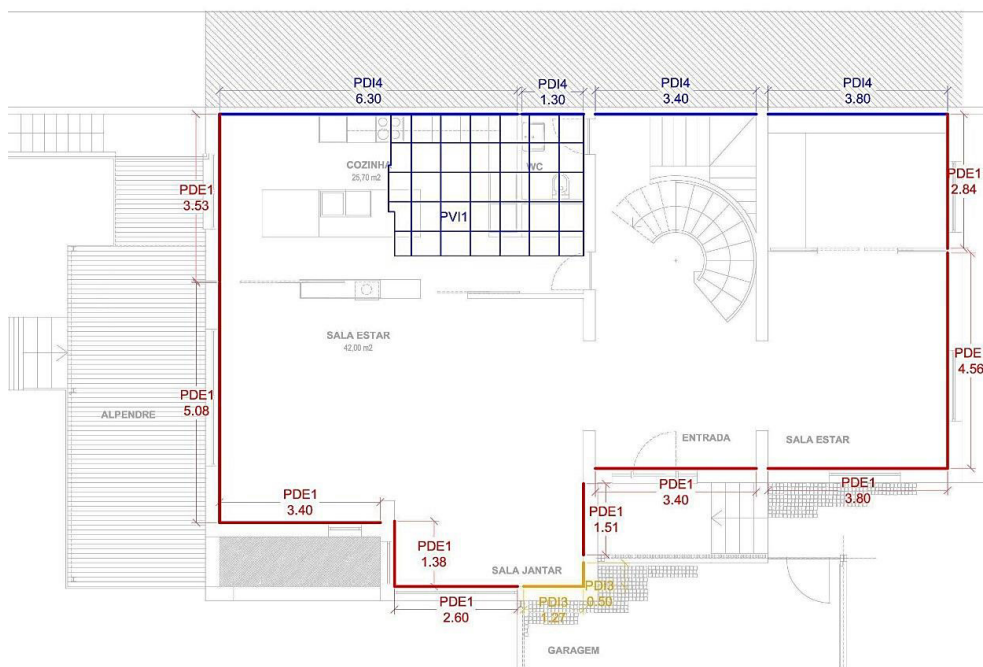 PDI4
6.30
PDI4
1.30
PDI4
3.40
PDI4
3.80
COZINHA
25,70 m2
WC
PDE1
3.53
PDE1
2.84
PVI1
SALA ESTAR
42,00 m2
PDE
4.56
PDE1
5.08
ALPENDRE
ENTRADA
SALA ESTAR
PDE1
3.40
PDE1
3.40
PDE1
3.80
PDE1
1.51
PDE1
1.38
SALA JANTAR
PDI3
0.50
PDE1
2.60
PDI3
1.27
GARAGEM